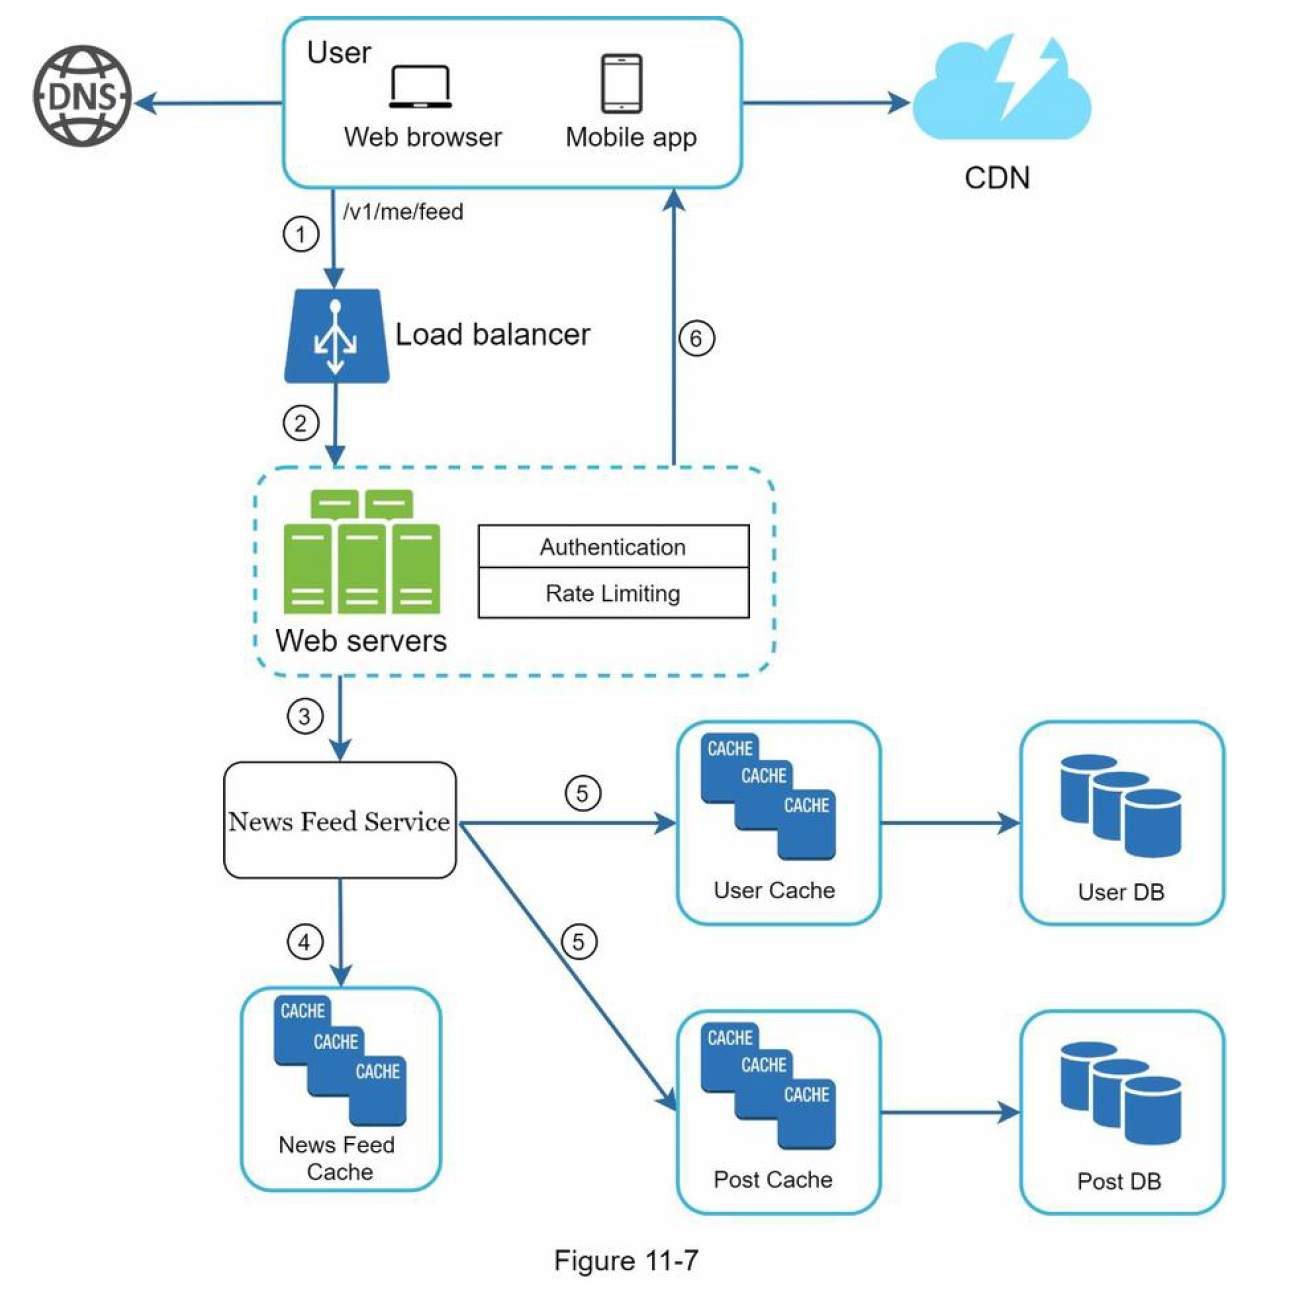 DNS
User
Web browser
Mobile app
CDN
/v1/me/feed
1
Load balancer
6
2
Authentication
Rate Limiting
Web servers
3
CACHE
CACHE
CACHE
User Cache
User DB
5
News Feed Service
5
4
CACHE
CACHE
CACHE
News Feed
Cache
CACHE
CACHE
CACHE
Post Cache
Post DB
Figure 11-7